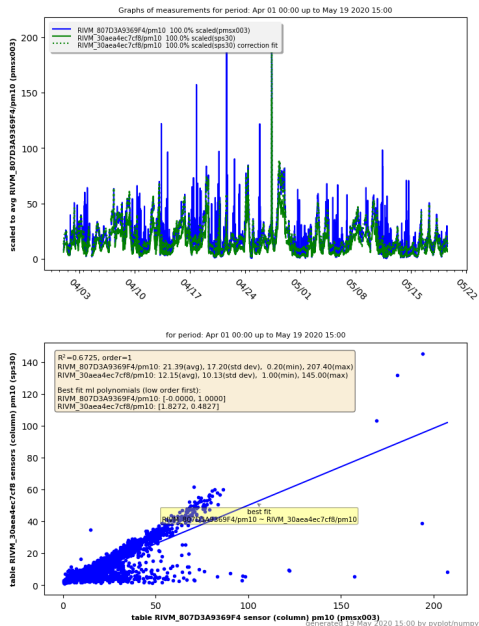 Graphs of measurements for period: Apr 01 00:00 up to May 19 2020 15:00
RIVM_807D3A9369F4/pm10 100.0% scaled(pmsx003)
RIVM_30aea4ec7cf8/pm10 100.0% scaled(sps30)
RIVM_30aea4ec7cf8/pm10 100.0% scaled(sps30) correction fit
scaled to avg RIVM_807D3A9369F4/pm10 (pmsx003)
200
150
100
50
0
04/03
04/10
04/17
04/24
05/01
05/08
05/15
05/22
for period: Apr 01 00:00 up to May 19 2020 15:00
R²=0.6725, order=1
RIVM_807D3A9369F4/pm10: 21.39(avg), 17.20(std dev), 0.20(min), 207.40(max)
RIVM_30aea4ec7cf8/pm10: 12.15(avg), 10.13(std dev), 1.00(min), 145.00(max)
Best fit ml polynomials (low order first):
RIVM_807D3A9369F4/pm10: [-0.0000, 1.0000]
RIVM_30aea4ec7cf8/pm10: [1.8272, 0.4827]
best fit
RIVM_807D3A9369F4/pm10 ~ RIVM_30aea4ec7cf8/pm10
table RIVM_30aea4ec7cf8 sensors (column) pm10 (sps30)
140
120
100
80
60
40
20
0
0
50
100
150
200
table RIVM_807D3A9369F4 sensor (column) pm10 (pmsx003)
generated 19 May 2020 15:00 by pyplot/numpy